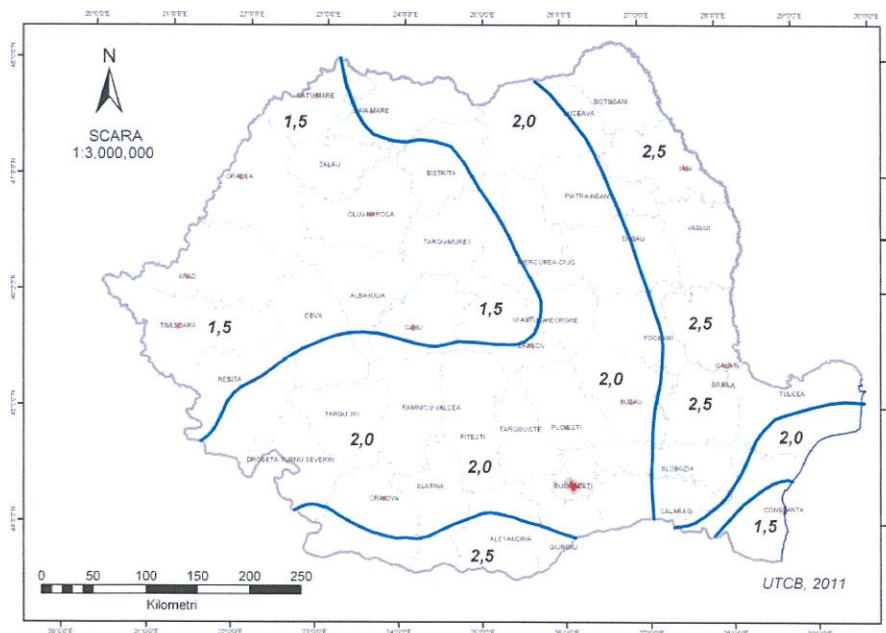 N
SCARA
1:3,000,000
SATU MARE
BAIA MARE
1,5
2,0
BOTOSANI
SUCEAVA
2,5
ZALAU
ORADEA
BISTRITA
IASI
PIATRA-NEAMT
CLUJ-NAPOCA
VASLUI
TARGU-MURES
BACAU
MIERCUREA-CIUC
ARAD
ALBA-IULIA
1,5
DEVA
SFANTU GHEORGHE
2,5
TIMISOARA
1,5
SIBIU
BRASOV
FOCSANI
GALATI
RESITA
2,0
BRAILA
TULCEA
BUZAU
2,5
TARGU JIU
RAMNICU VALCEA
PITESTI
TARGOVISTE
PLOIESTI
2,0
2,0
DROBETA-TURNU SEVERIN
2,0
SLOBOZIA
SLATINA
BUCURESTI
CRAIOVA
CALARASI
CONSTANTA
1,5
ALEXANDRIA
GIURGIU
2,5
0 50 100 150 200 250
Kilometri
UTCB, 2011